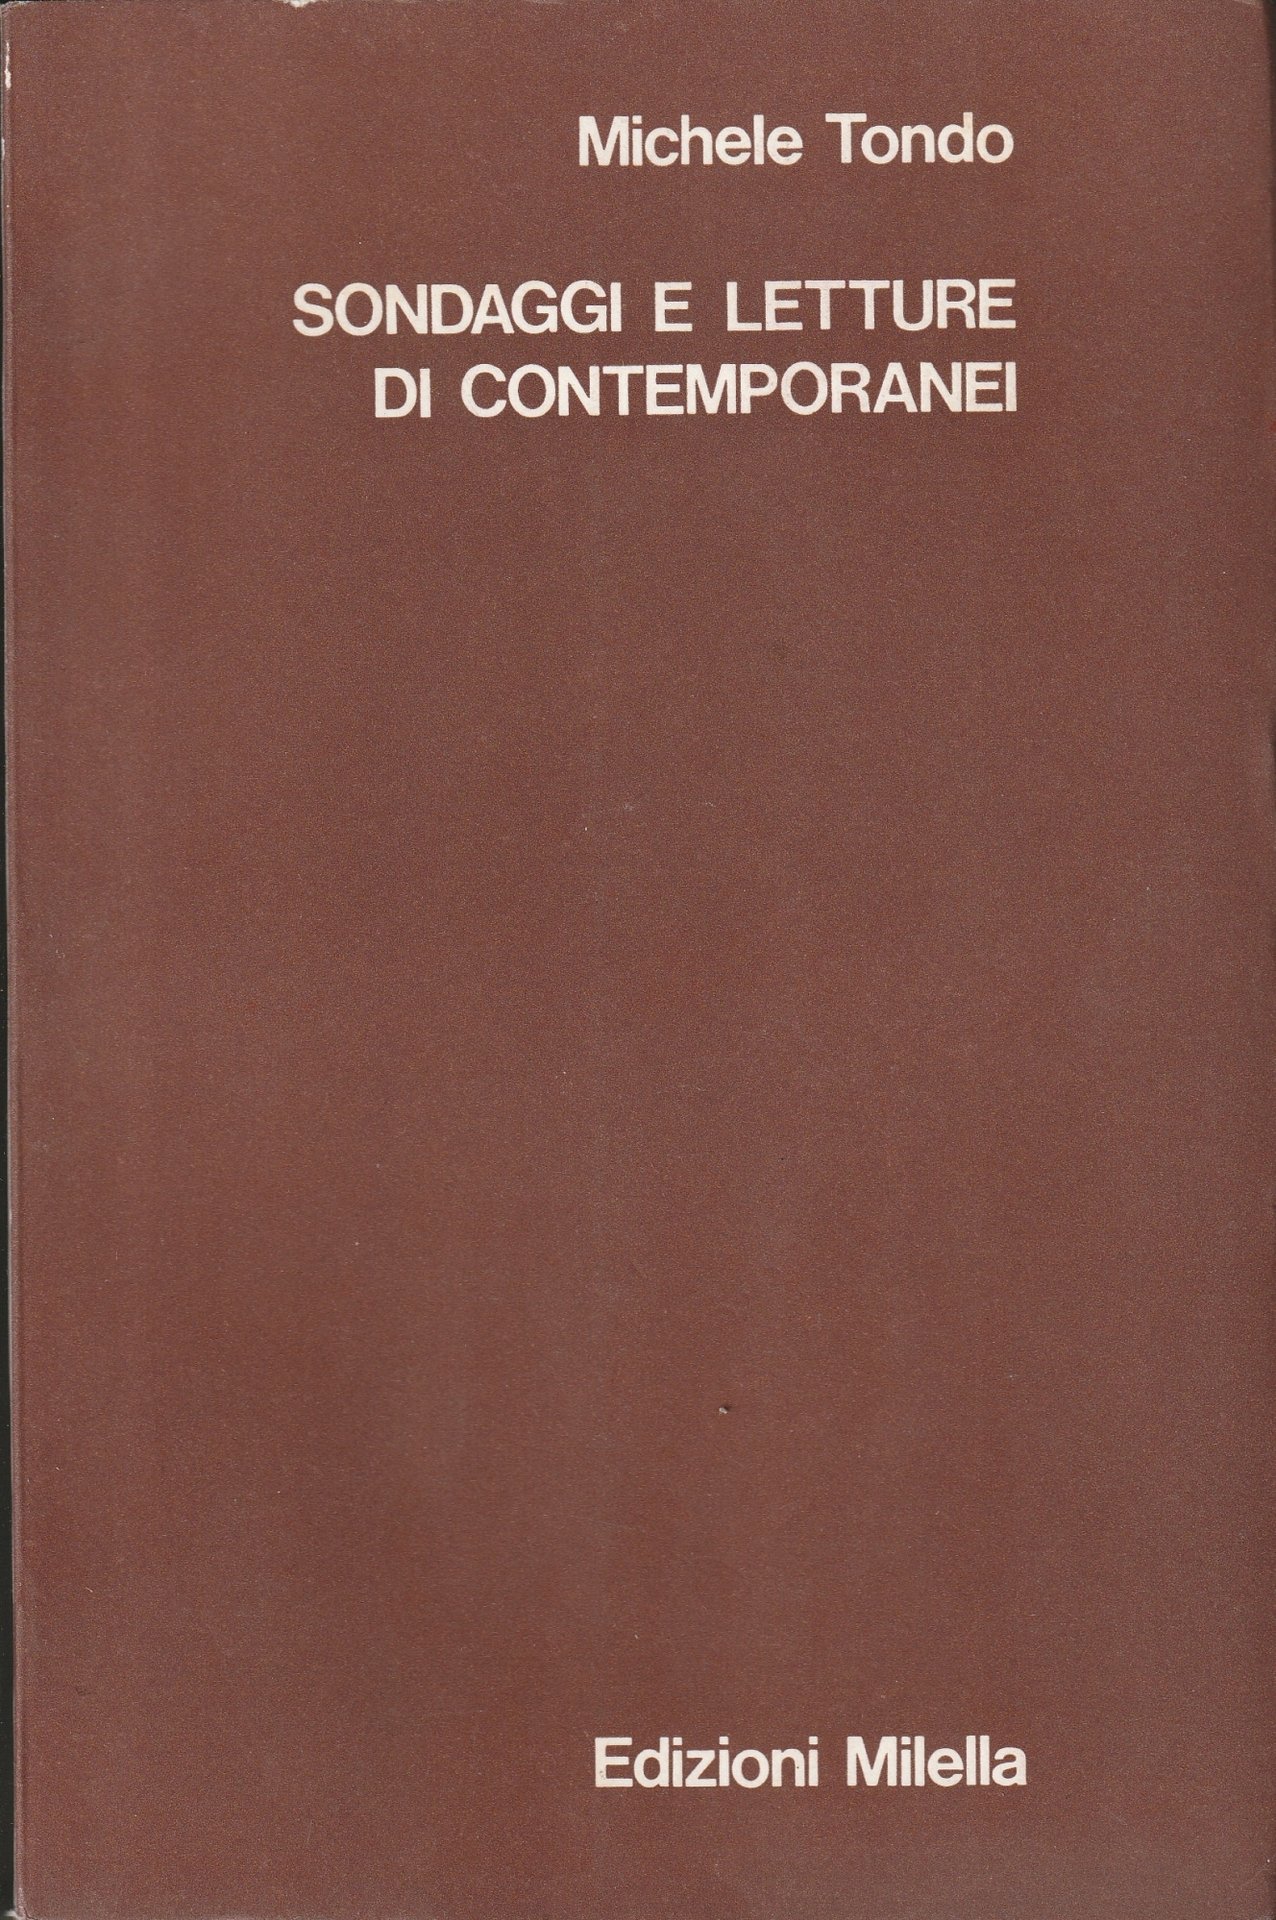 Michele Tondo
SONDAGGI E LETTURE
DI CONTEMPORANEI
Edizioni Milella